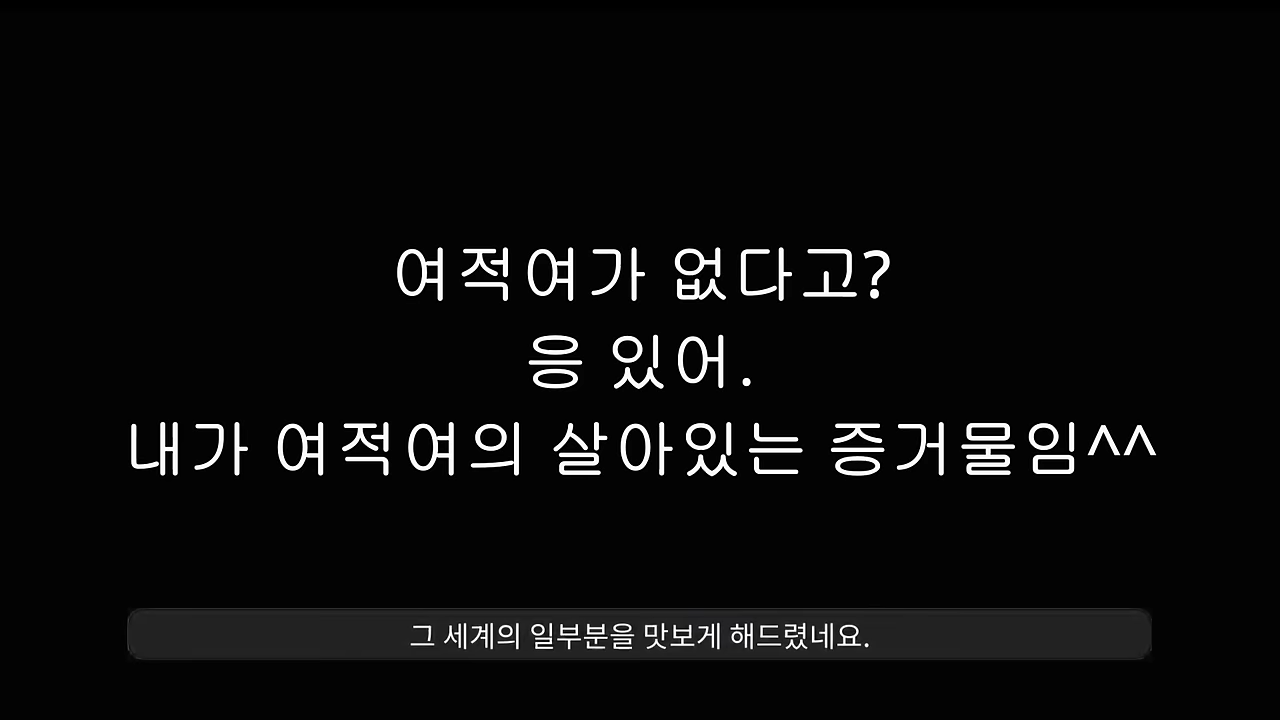 여적여가 없다고?
응 있어.
내가 여적여의 살아있는 증거물임^^
그 세계의 일부분을 맛보게 해드렸네요.